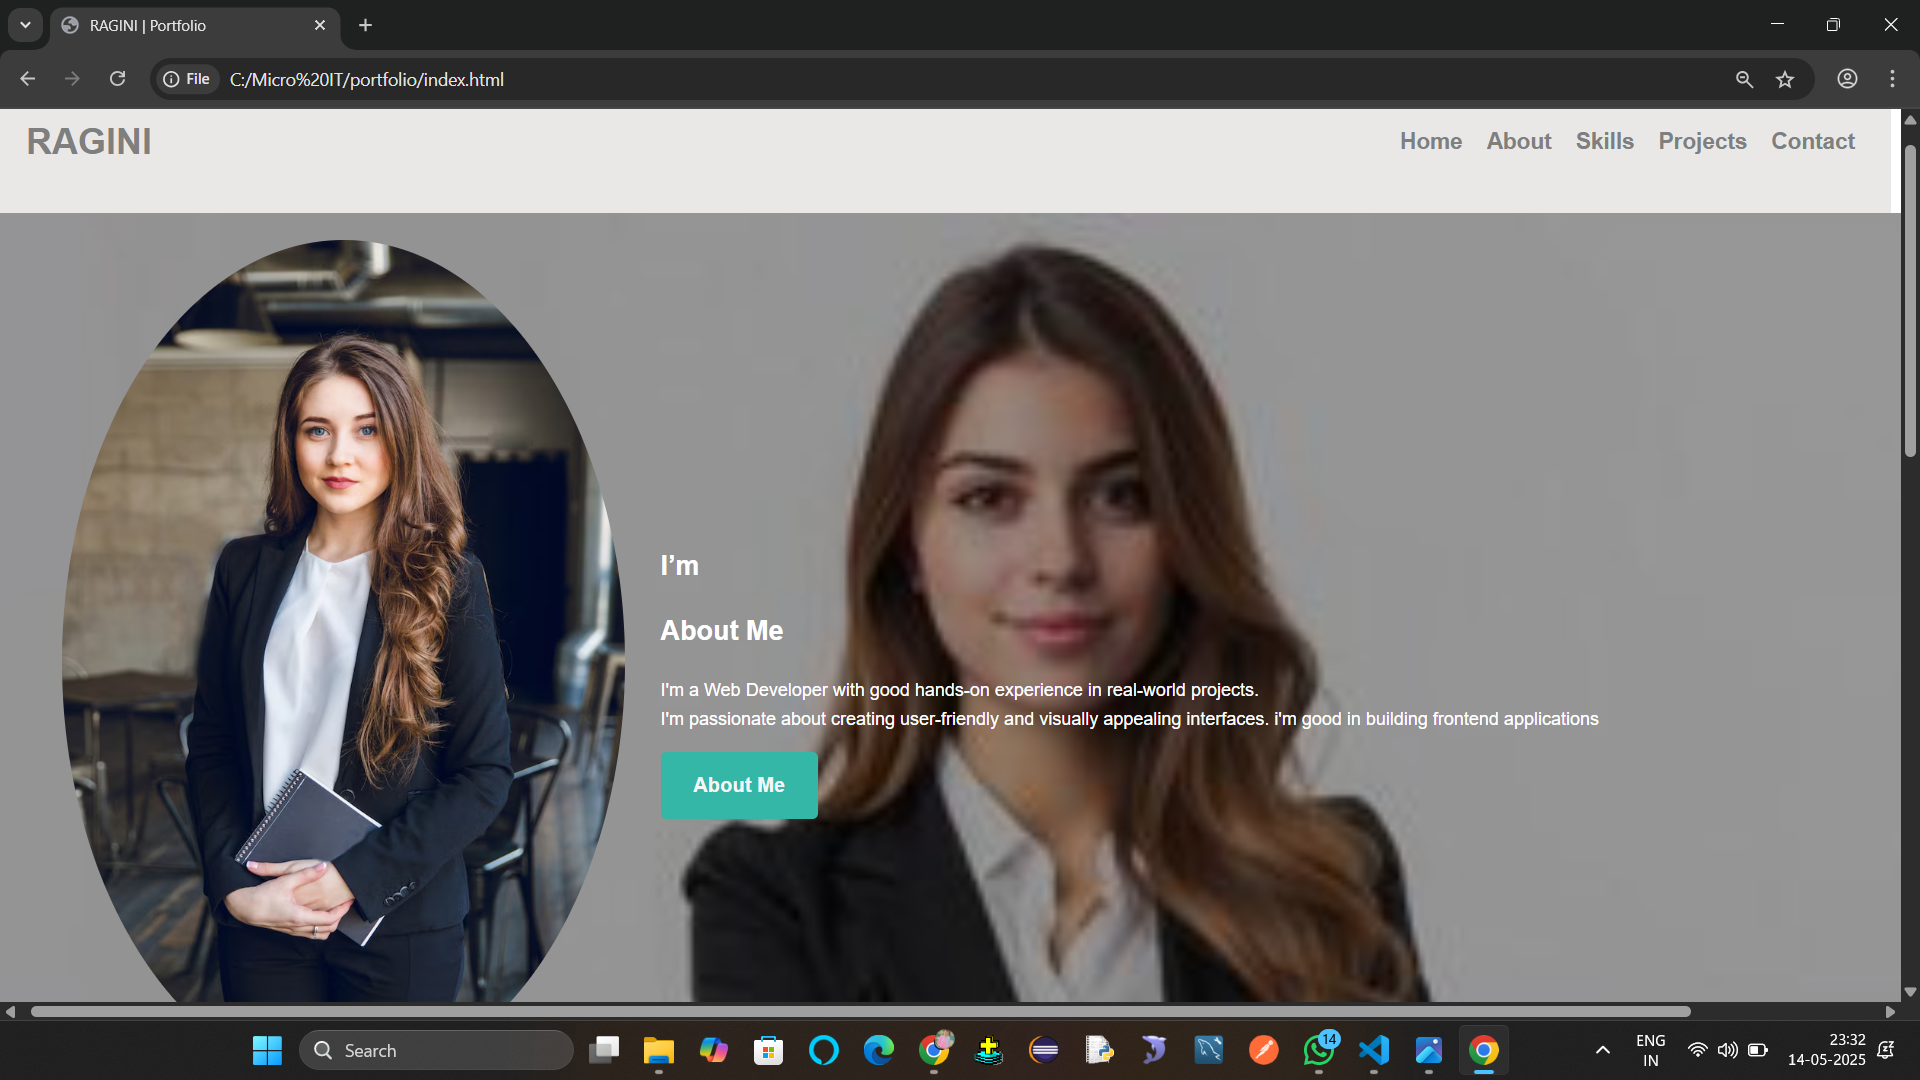 RAGINI | Portfolio
File
C:/Micro%20IT/portfolio/index.html
RAGINI
Home About Skills Projects Contact
I’m
About Me
I'm a Web Developer with good hands-on experience in real-world projects.
I'm passionate about creating user-friendly and visually appealing interfaces. i'm good in building frontend applications
About Me
Search
14
ENG
IN
23:32
14-05-2025